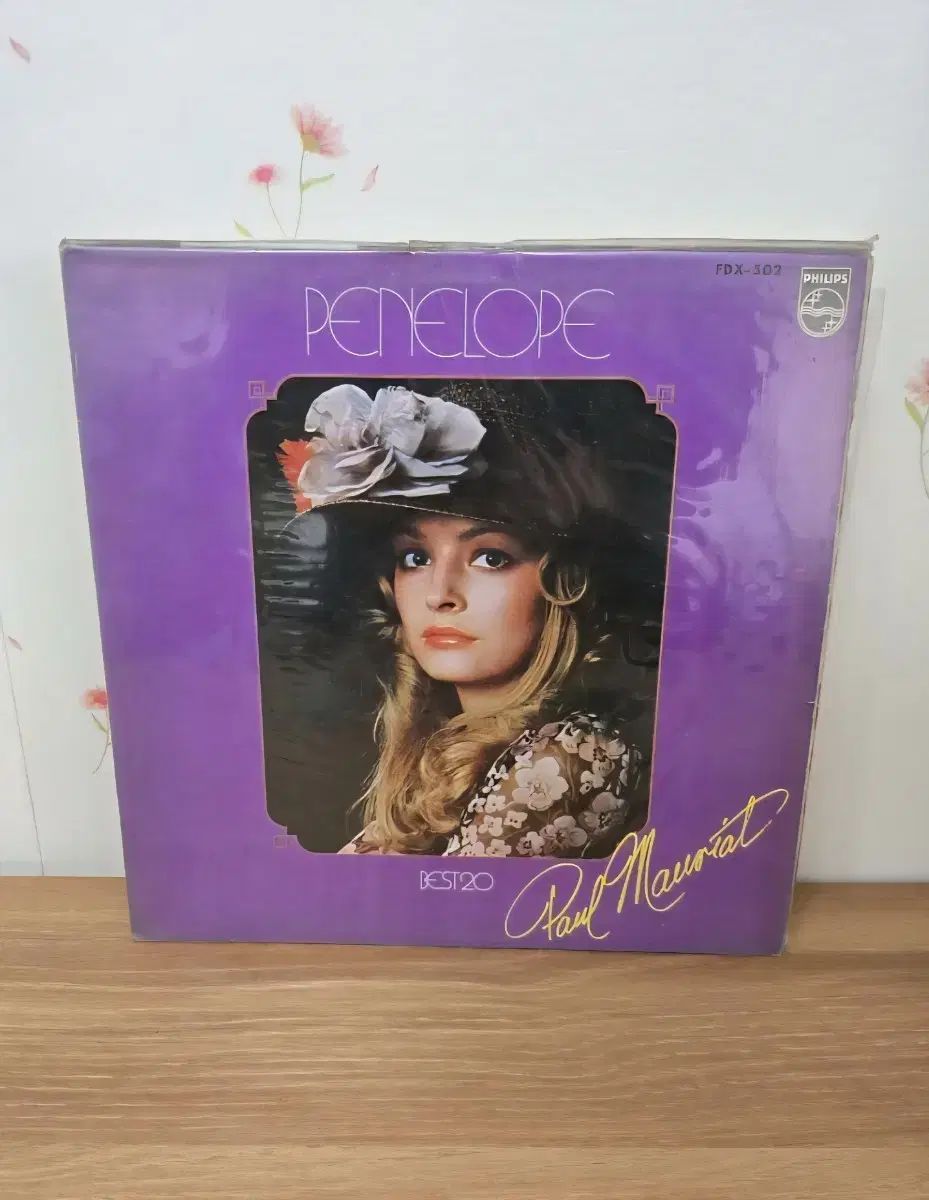 FDX-302
PHILIPS
PENELOPE
BEST 20
Paul Mauriat